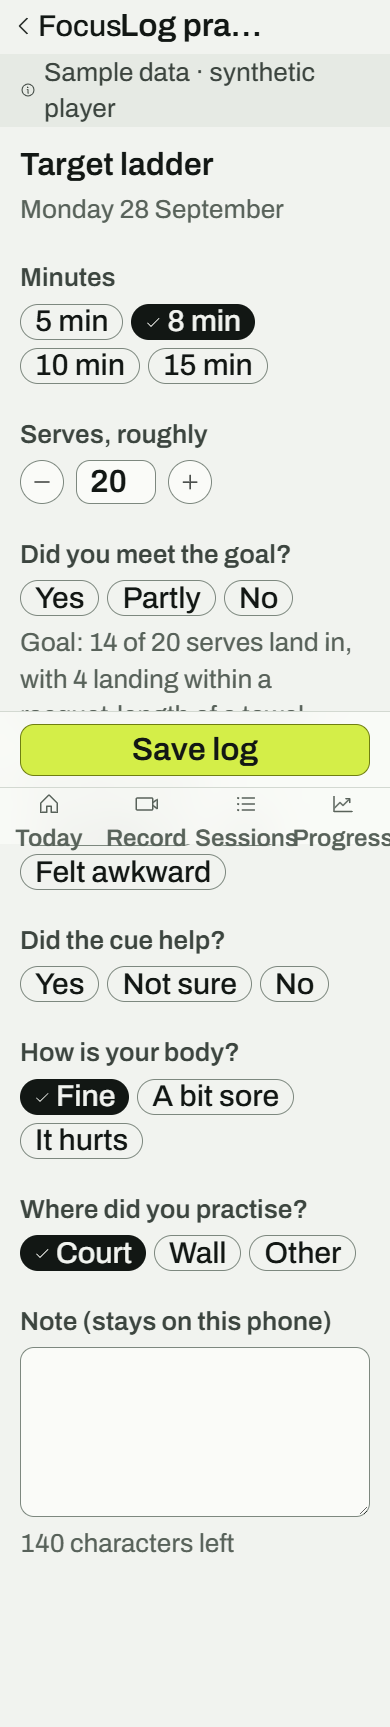 Focus Log pra...
Sample data · synthetic
player
Target ladder
Monday 28 September
Minutes
5 min 8 min
10 min 15 min
Serves, roughly
20
Did you meet the goal?
Yes Partly No
Goal: 14 of 20 serves land in,
with 4 landing within a
Save log
Today Record Sessions Progress
Felt awkward
Did the cue help?
Yes Not sure No
How is your body?
Fine A bit sore
It hurts
Where did you practise?
Court Wall Other
Note (stays on this phone)
140 characters left